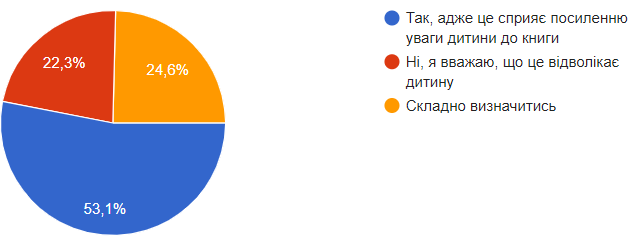 22,3%
24,6%
53,1%
Так, адже це сприяє посиленню
уваги дитини до книги
Ні, я вважаю, що це відволікає
дитину
Складно визначитись